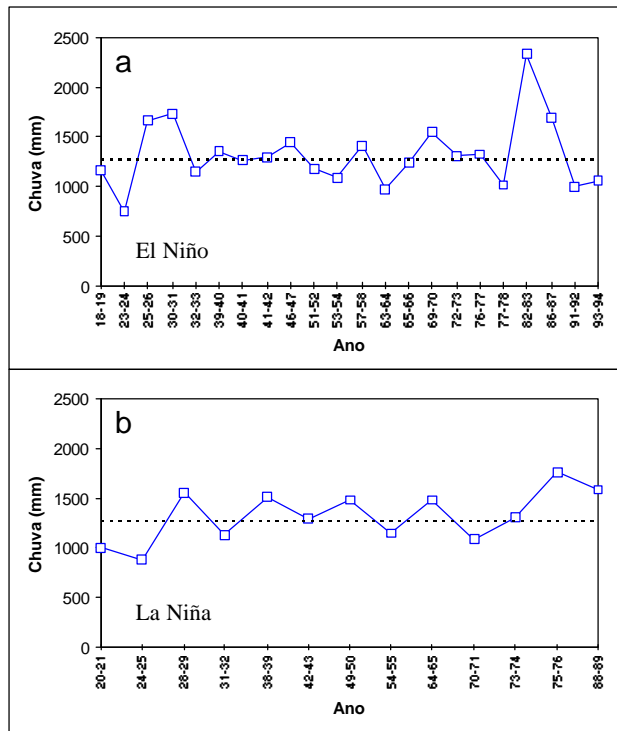 a
2500
2000
1500
1000
500
0
Chuva (mm)
El Niño
18-19 23-24 25-26 30-31 32-33 39-40 40-41 41-42 46-47 51-52 53-54 57-58 63-64 65-66 69-70 72-73 76-77 77-78 82-83 86-87 91-92 93-94
Ano
b
2500
2000
1500
1000
500
0
Chuva (mm)
La Niña
20-21 24-25 28-29 31-32 38-39 42-43 49-50 54-55 64-65 70-71 73-74 75-76 88-89
Ano